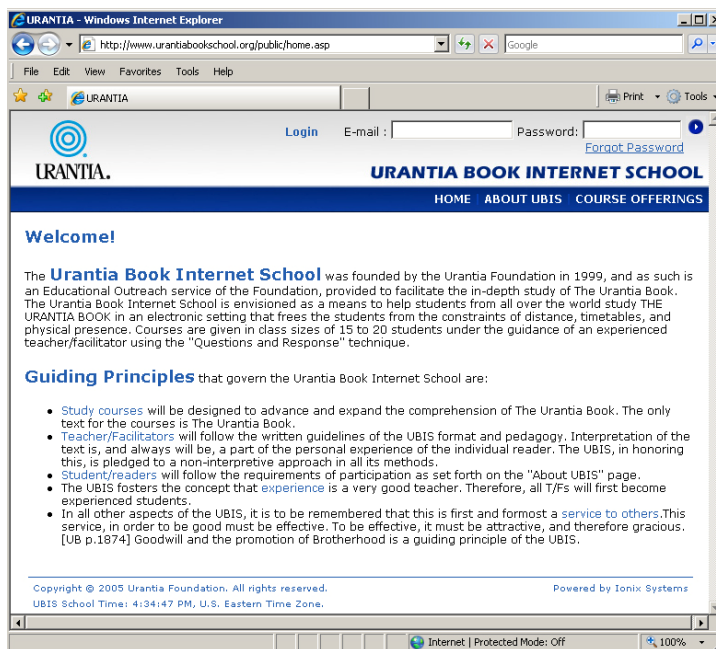 URANTIA - Windows Internet Explorer
http://www.urantiabookschool.org/public/home.asp
Google
File Edit View Favorites Tools Help
URANTIA
Print
Tools
Login E-mail : Password:
Forgot Password
URANTIA.
URANTIA BOOK INTERNET SCHOOL
HOME ABOUT UBIS COURSE OFFERINGS
Welcome!
The Urantia Book Internet School was founded by the Urantia Foundation in 1999, and as such is
an Educational Outreach service of the Foundation, provided to facilitate the in-depth study of The Urantia Book.
The Urantia Book Internet School is envisioned as a means to help students from all over the world study THE
URANTIA BOOK in an electronic setting that frees the students from the constraints of distance, timetables, and
physical presence. Courses are given in class sizes of 15 to 20 students under the guidance of an experienced
teacher/facilitator using the "Questions and Response" technique.
Guiding Principles that govern the Urantia Book Internet School are:
• Study courses will be designed to advance and expand the comprehension of The Urantia Book. The only
text for the courses is The Urantia Book.
• Teacher/Facilitators will follow the written guidelines of the UBIS format and pedagogy. Interpretation of the
text is, and always will be, a part of the personal experience of the individual reader. The UBIS, in honoring
this, is pledged to a non-interpretive approach in all its methods.
• Student/readers will follow the requirements of participation as set forth on the "About UBIS" page.
• The UBIS fosters the concept that experience is a very good teacher. Therefore, all T/Fs will first become
experienced students.
• In all other aspects of the UBIS, it is to be remembered that this is first and formost a service to others.This
service, in order to be good must be effective. To be effective, it must be attractive, and therefore gracious.
[UB p.1874] Goodwill and the promotion of Brotherhood is a guiding principle of the UBIS.
Copyright © 2005 Urantia Foundation. All rights reserved. Powered by Ionix Systems
UBIS School Time: 4:34:47 PM, U.S. Eastern Time Zone.
Internet | Protected Mode: Off 100%